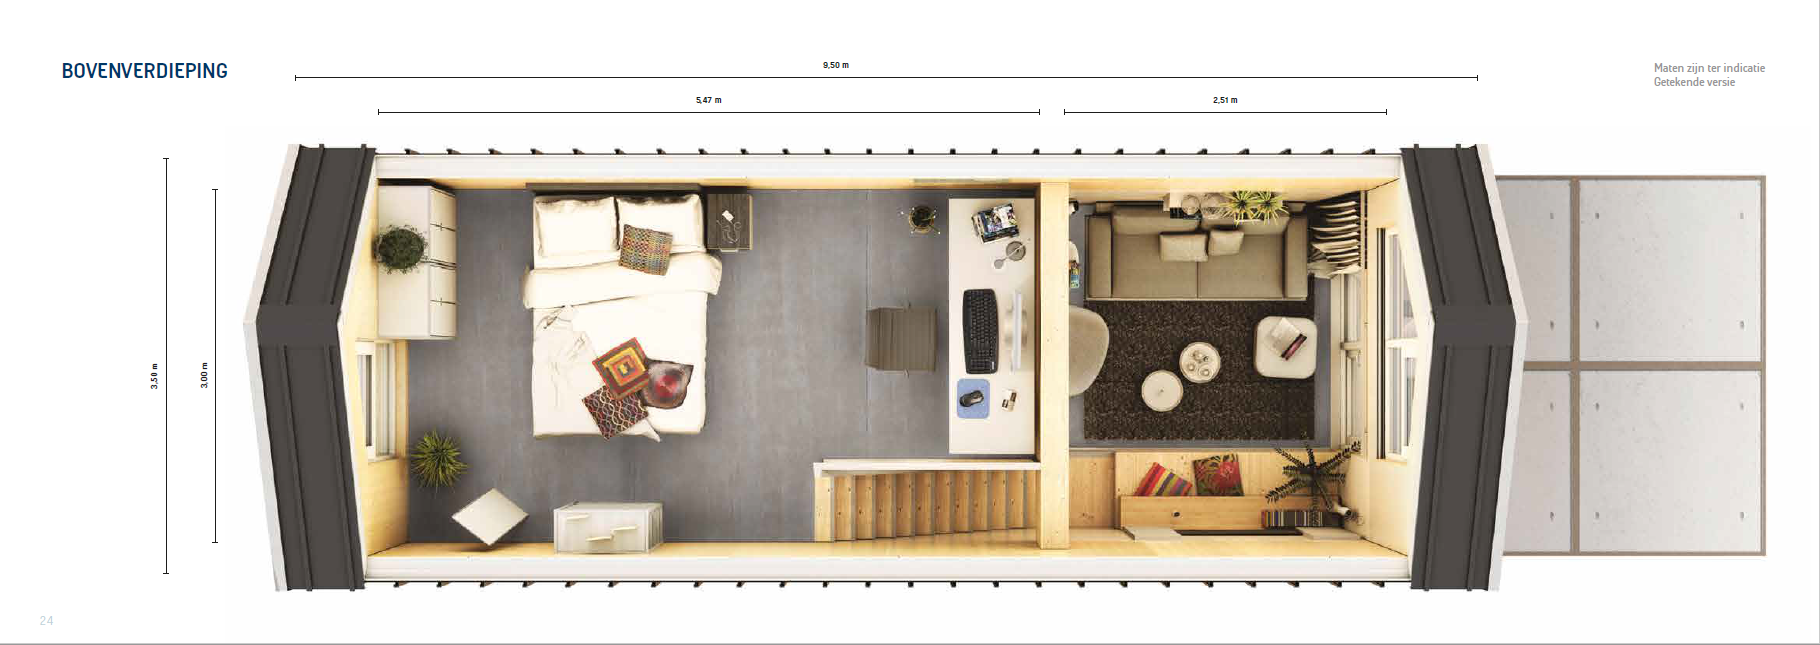 BOVENVERDIEPING
9,50 m
Maten zijn ter indicatie
Getekende versie
5,47 m
2,51 m
3,50 m
3,00 m
24